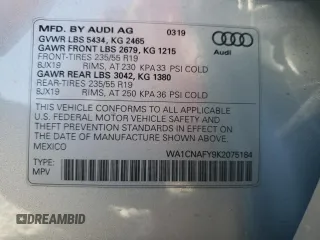 MFD. BY AUDI AG 0319
GVWR LBS 5434, KG 2465
GAWR FRONT LBS 2679, KG 1215
FRONT-TIRES 235/55 R19
8JX19 RIMS, AT 230 KPA 33 PSI COLD
GAWR REAR LBS 3042, KG 1380
REAR-TIRES 235/55 R19
8JX19 RIMS, AT 250 KPA 36 PSI COLD
Audi
THIS VEHICLE CONFORMS TO ALL APPLICABLE
U.S. FEDERAL MOTOR VEHICLE SAFETY AND
THEFT PREVENTION STANDARDS IN EFFECT ON
THE DATE OF MANUFACTURE SHOWN ABOVE.
MEXICO
WA1CNAFY9K2075184
TYPE:
MPV
DREAMBID
DREAMBID.COM